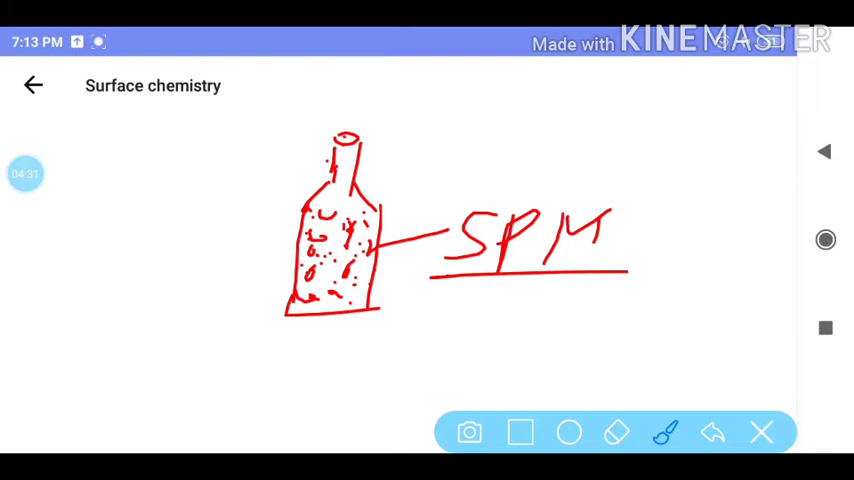 7:13 PM
Made with KINEMASTER
Surface chemistry
04:31
SPM